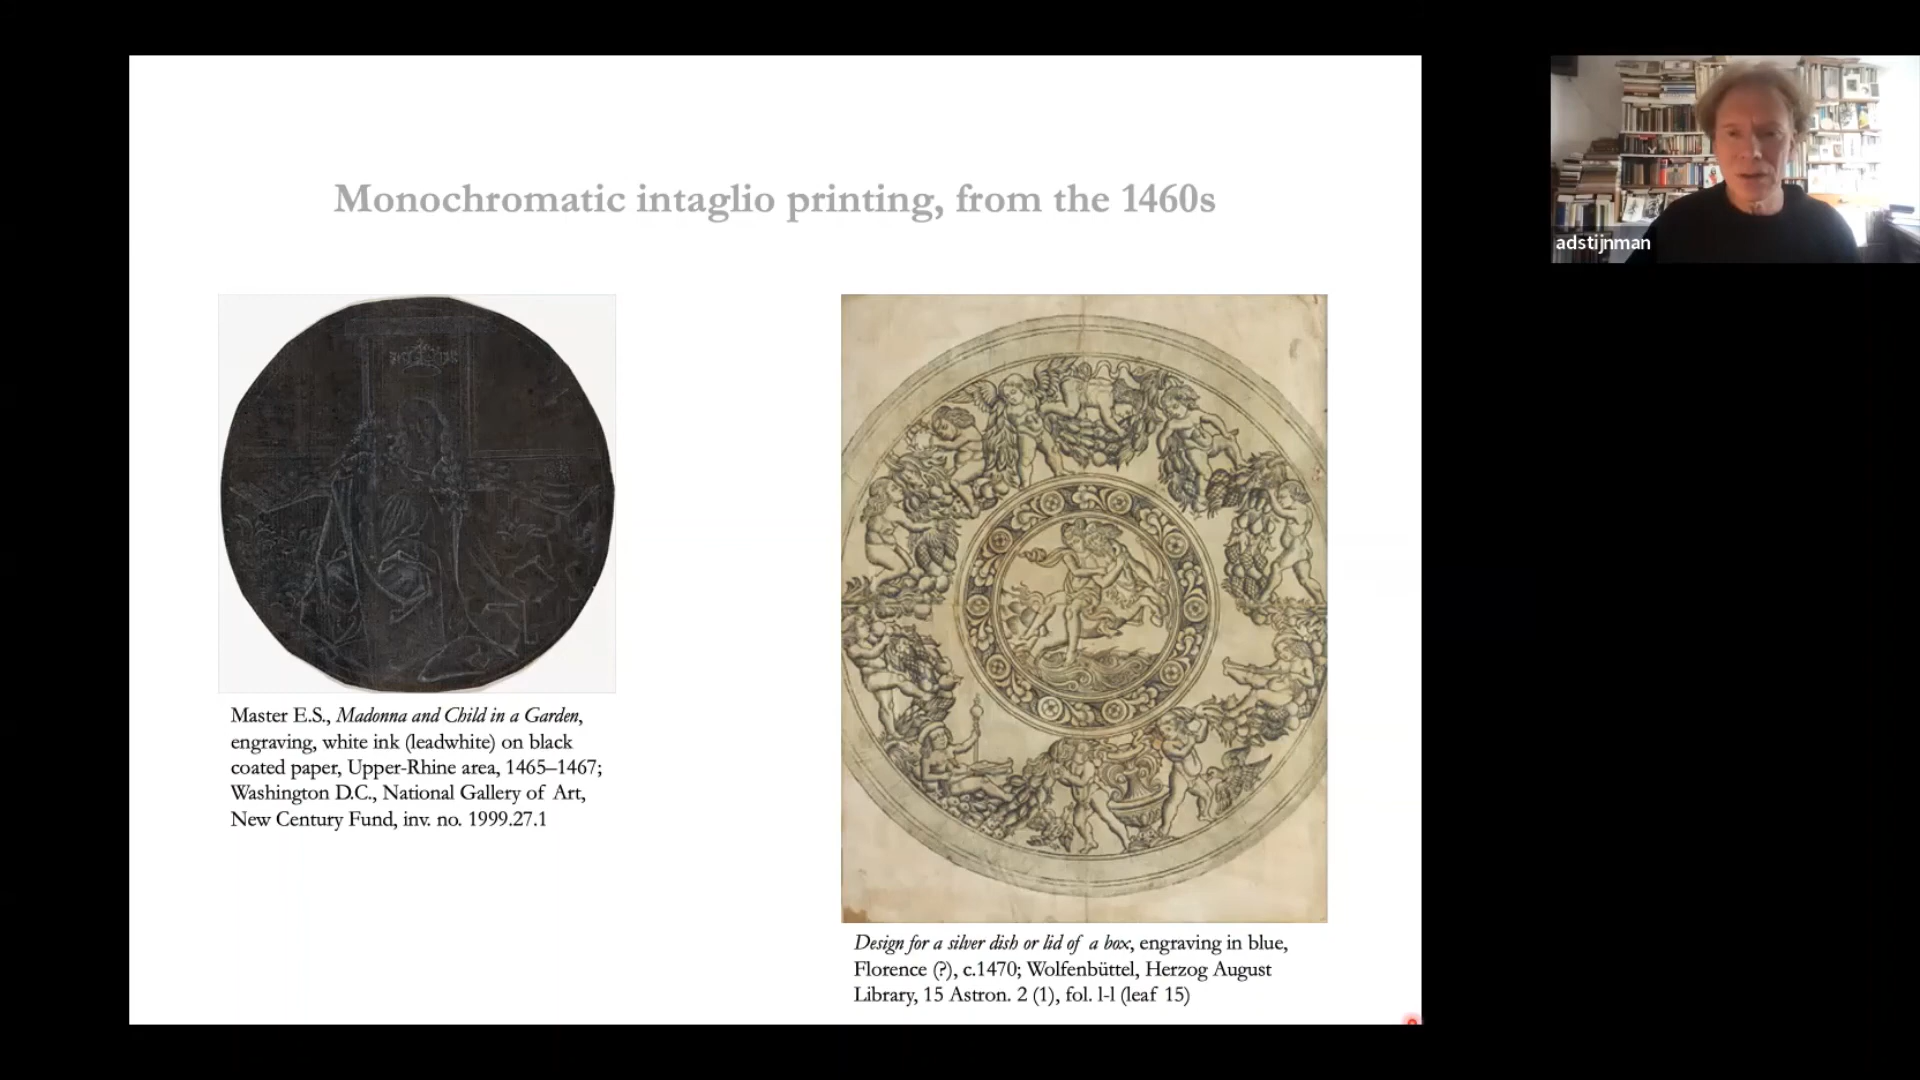 Monochromatic intaglio printing, from the 1460s
adstijnman
Master E.S., Madonna and Child in a Garden,
engraving, white ink (leadwhite) on black
coated paper, Upper-Rhine area, 1465–1467;
Washington D.C., National Gallery of Art,
New Century Fund, inv. no. 1999.27.1
Design for a silver dish or lid of a box, engraving in blue,
Florence (?), c.1470; Wolfenbüttel, Herzog August
Library, 15 Astron. 2 (1), fol. l-l (leaf 15)